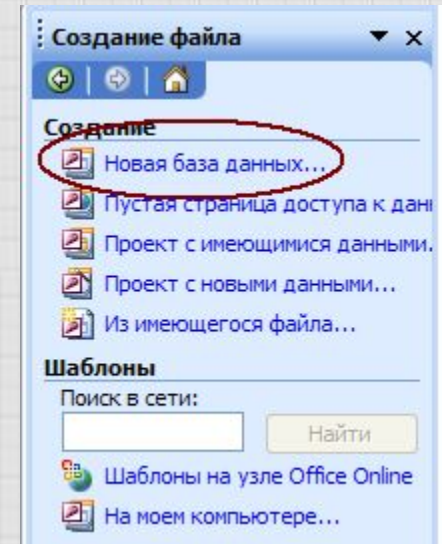 Создание файла
Создание
Новая база данных...
Пустая страница доступа к дан
Проект с имеющимися данными.
Проект с новыми данными...
Из имеющегося файла...
Шаблоны
Поиск в сети:
Найти
Шаблоны на узле Office Online
На моем компьютере...